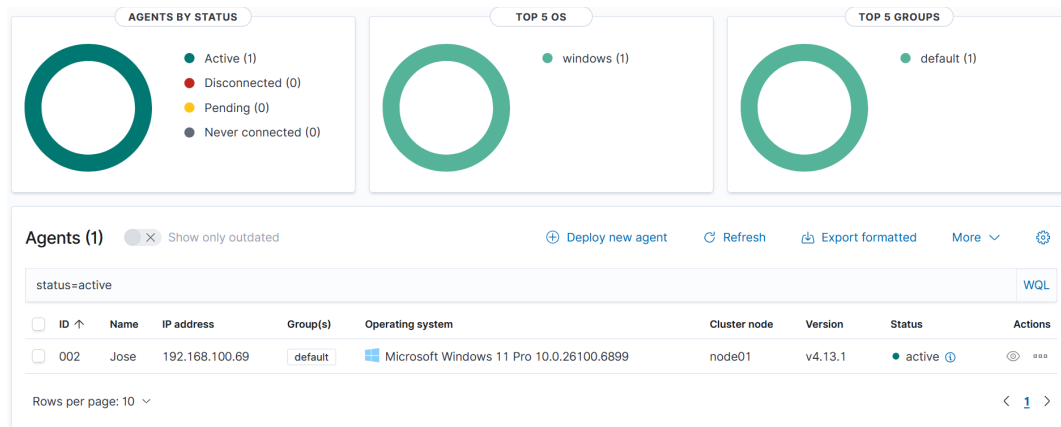 AGENTS BY STATUS
Active (1)
Disconnected (0)
Pending (0)
Never connected (0)
TOP 5 OS
windows (1)
TOP 5 GROUPS
default (1)
Agents (1) Show only outdated Deploy new agent Refresh Export formatted More
status=active WQL
ID Name IP address Group(s) Operating system Cluster node Version Status Actions
002 Jose 192.168.100.69 default Microsoft Windows 11 Pro 10.0.26100.6899 node01 v4.13.1 active
Rows per page: 10 1